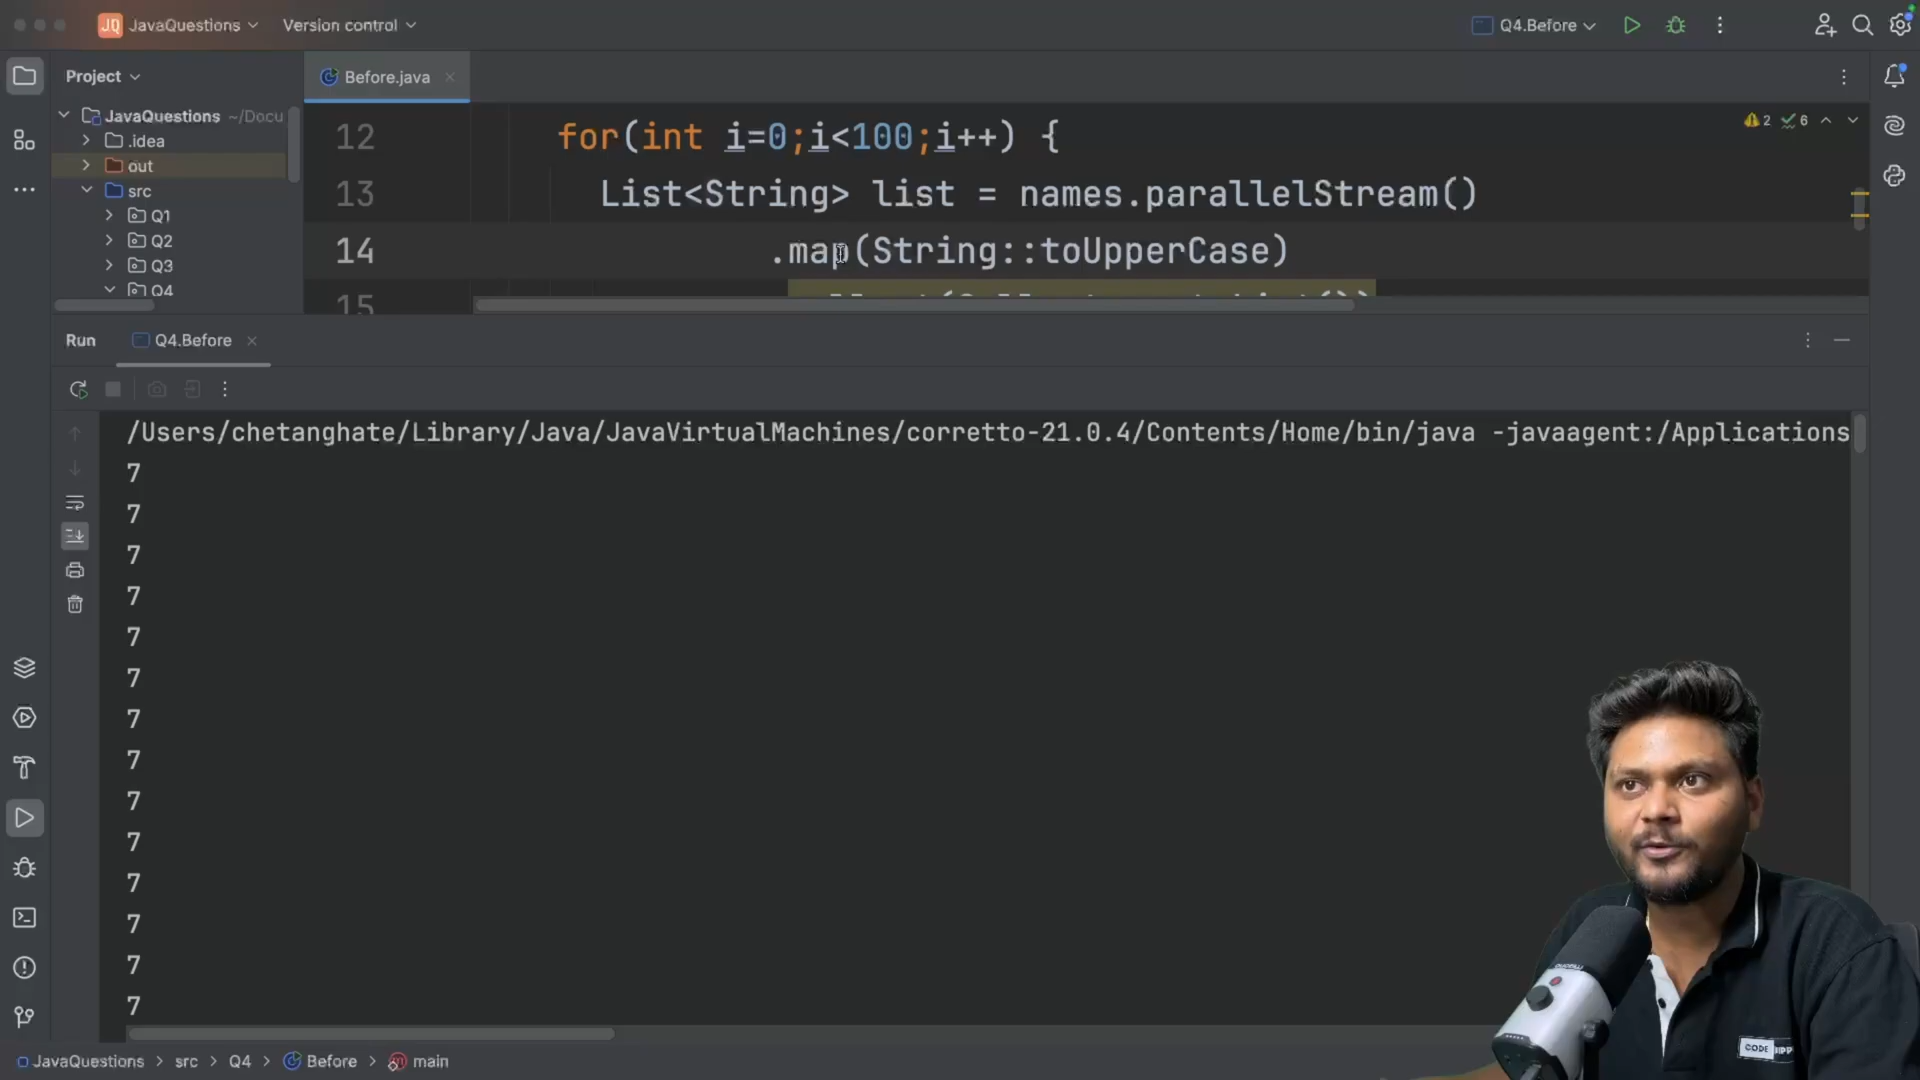 JQ JavaQuestions Version control Q4.Before
Project Before.java
JavaQuestions ~/Docu
.idea
out
src
Q1
Q2
Q3
Q4
2 6
12 for(int i=0;i<100;i++) {
13 List<String> list = names.parallelStream()
14 .map(String::toUpperCase)
15
Run Q4.Before
/Users/chetanghate/Library/Java/JavaVirtualMachines/corretto-21.0.4/Contents/Home/bin/java -javaagent:/Applications
7
7
7
7
7
7
7
7
7
7
7
7
7
7
CODE
JavaQuestions > src > Q4 > Before > main